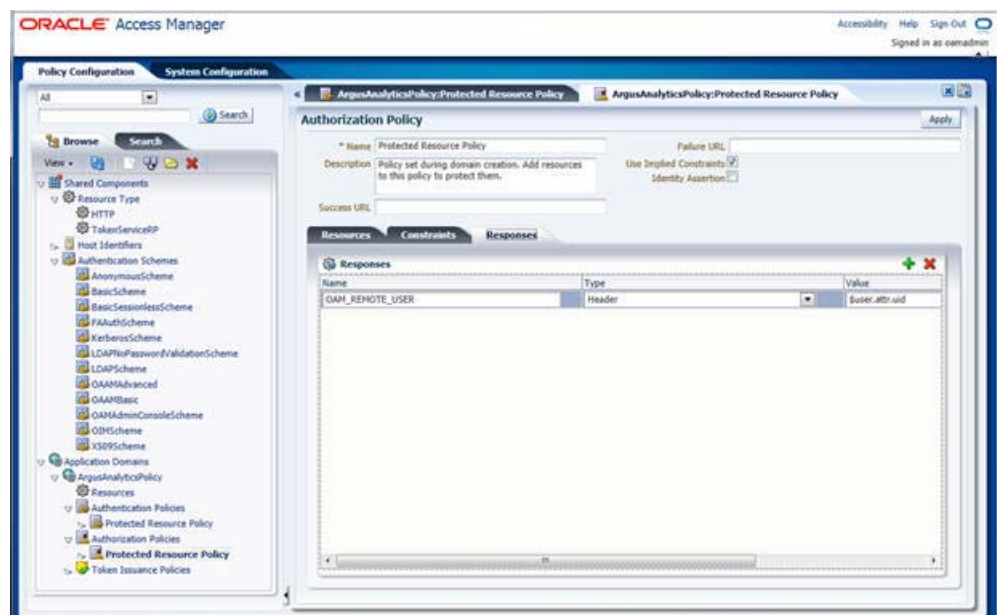 ORACLE Access Manager
Accessibility Help Sign Out
Signed in as oamadmin
Policy Configuration
System Configuration
All
Search
Browse
Search
View
Shared Components
Resource Type
HTTP
TokenServiceRP
Host Identifiers
Authentication Schemes
AnonymousScheme
BasicScheme
BasicSessionlessScheme
FAAuthScheme
KerberosScheme
LDAPNoPasswordValidationScheme
LDAPScheme
OAAMAdvanced
OAAMBasic
OAMAdminConsoleScheme
OIMScheme
X509Scheme
Application Domains
ArgusAnalyticsPolicy
Resources
Authentication Policies
Protected Resource Policy
Authorization Policies
Protected Resource Policy
Token Issuance Policies
ArgusAnalyticsPolicy:Protected Resource Policy
ArgusAnalyticsPolicy:Protected Resource Policy
Authorization Policy
Apply
* Name Protected Resource Policy
Description Policy set during domain creation. Add resources
to this policy to protect them.
Success URL
Failure URL
Use Implied Constraints
Identity Assertion
Resources
Constraints
Responses
Responses
Name Type Value
OAM_REMOTE_USER Header $user.attr.uid